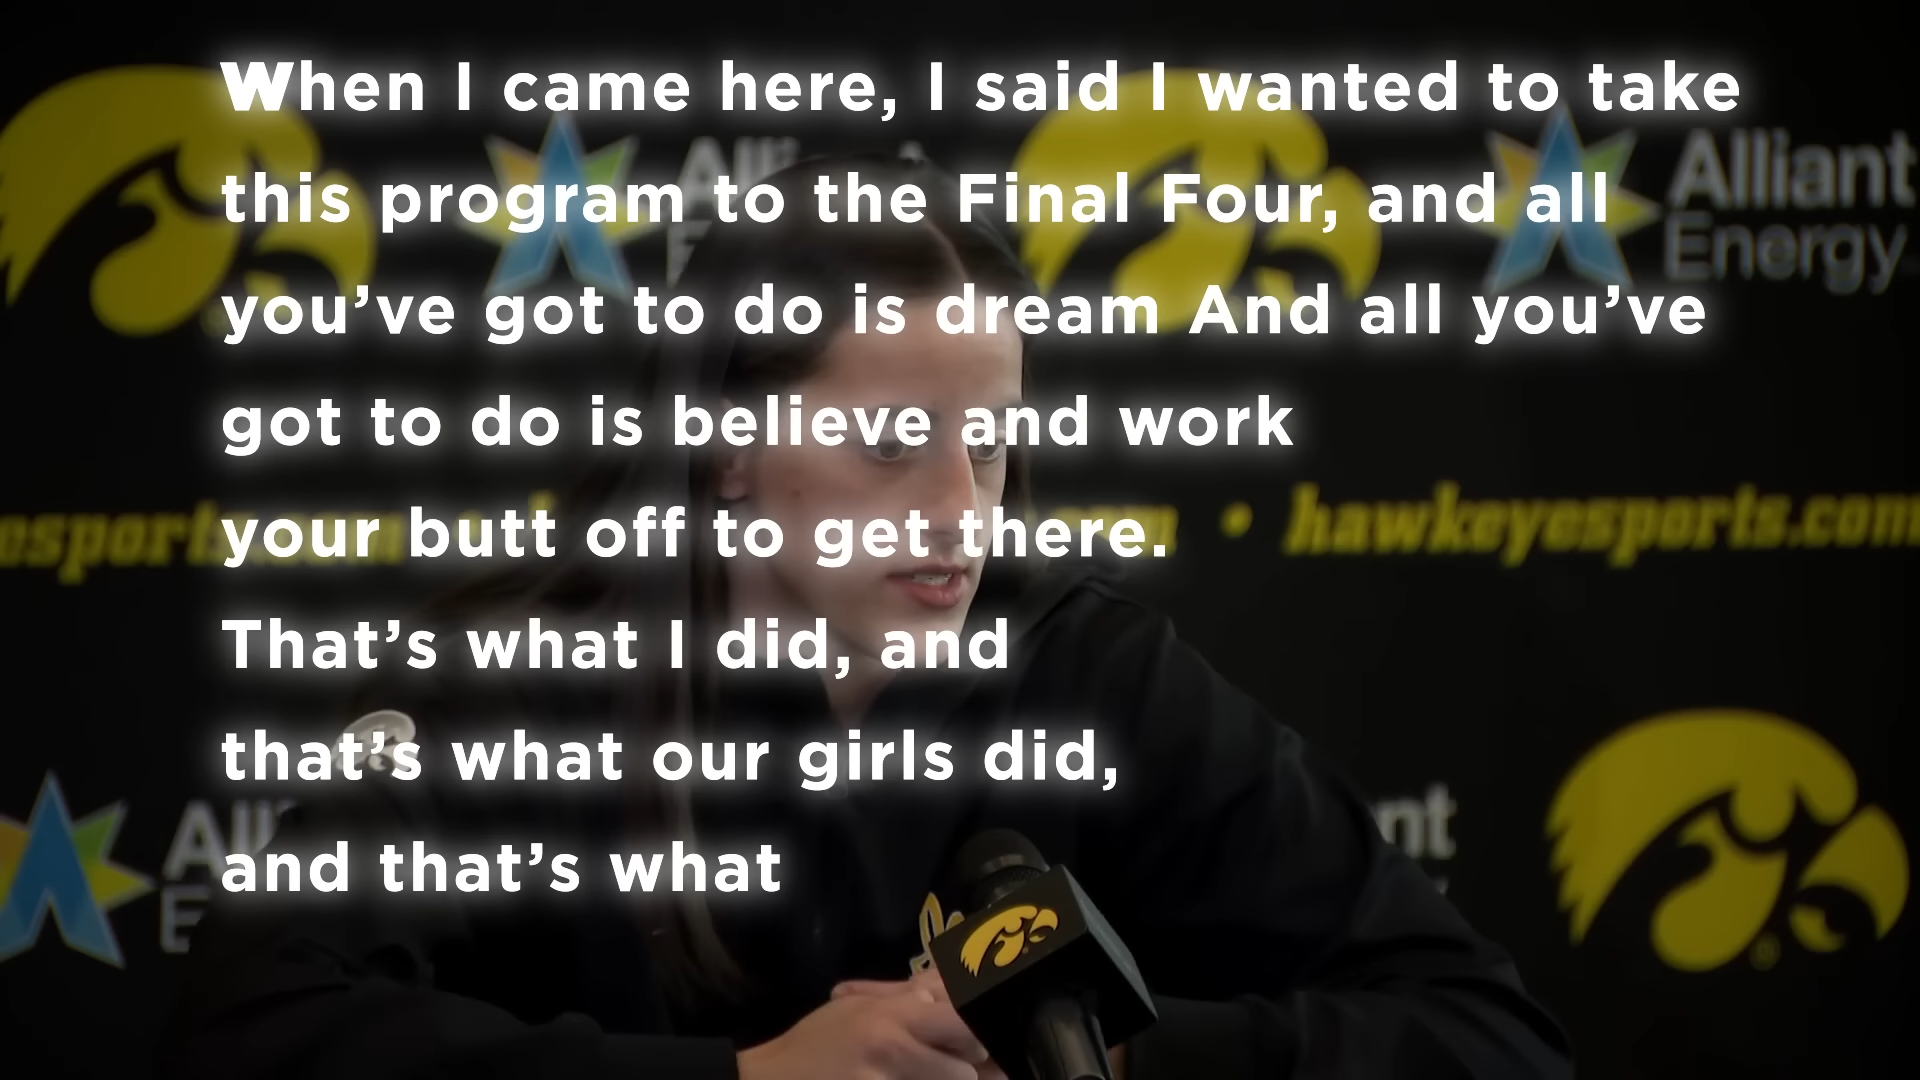 When I came here, I said I wanted to take
this program to the Final Four, and all
you’ve got to do is dream And all you’ve
got to do is believe and work
your butt off to get there.
That’s what I did, and
that’s what our girls did,
and that’s what
Alliant
Energy
esports.com
hawkeyesports.com